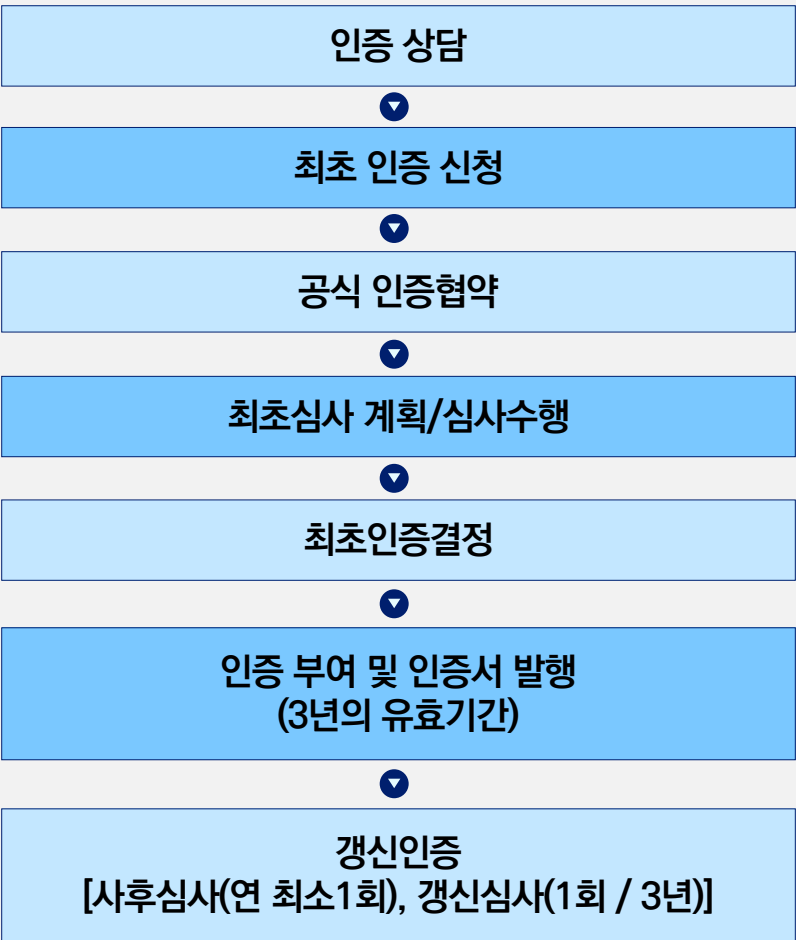 인증 상담
최초 인증 신청
공식 인증협약
최초심사 계획/심사수행
최초인증결정
인증 부여 및 인증서 발행
(3년의 유효기간)
갱신인증
[사후심사(연 최소1회), 갱신심사(1회 / 3년)]